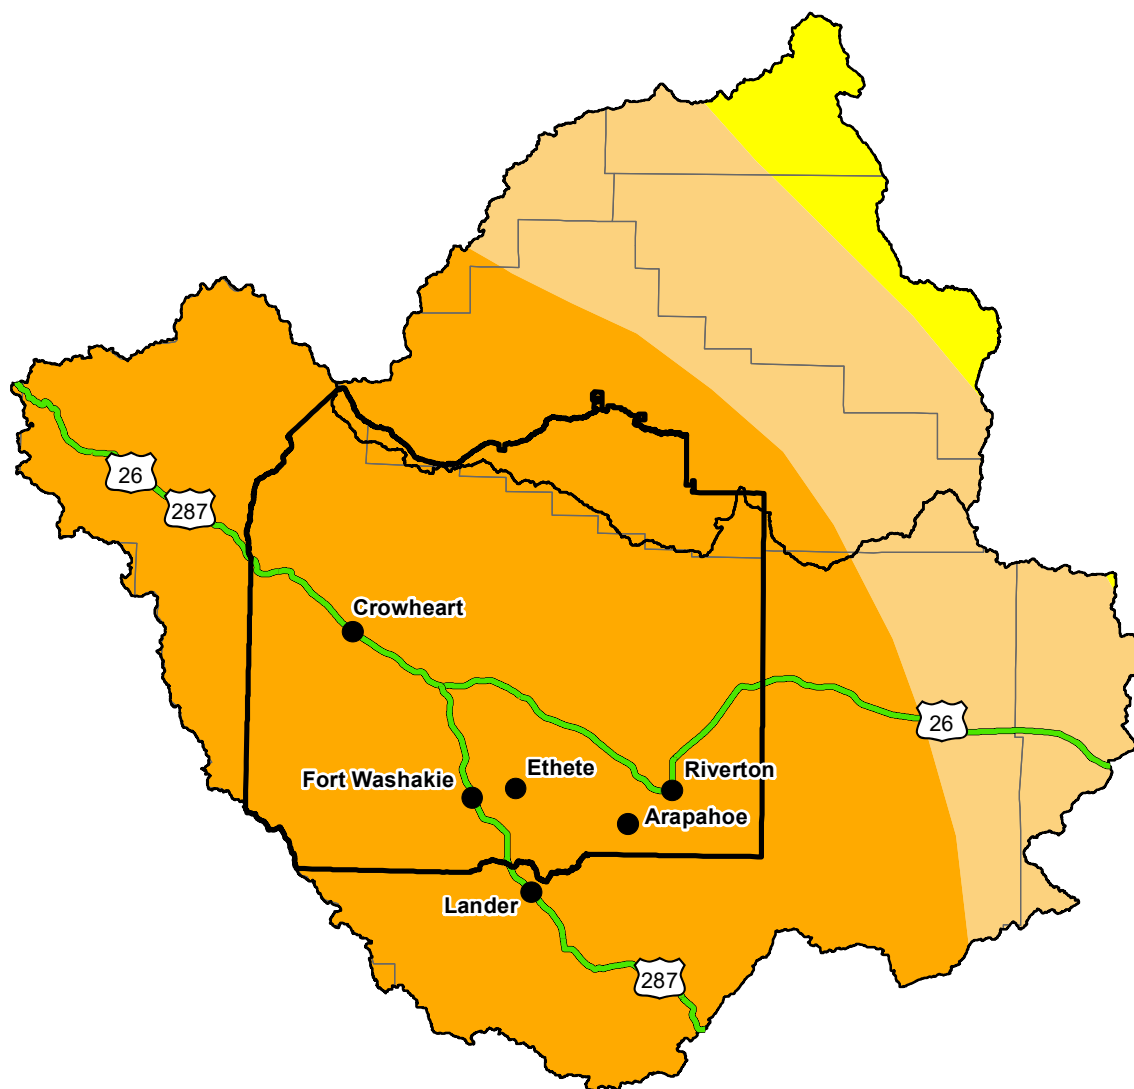 26
287
Crowheart
26
Ethete
Riverton
Fort Washakie
Arapahoe
Lander
287